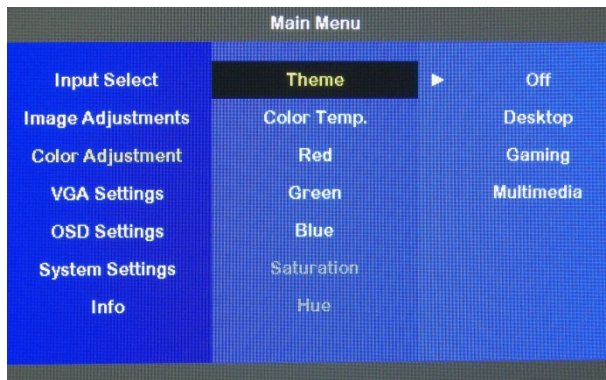 Main Menu
Input Select Theme ► Off
Image Adjustments Color Temp. Desktop
Color Adjustment Red Gaming
VGA Settings Green Multimedia
OSD Settings Blue
System Settings Saturation
Info Hue